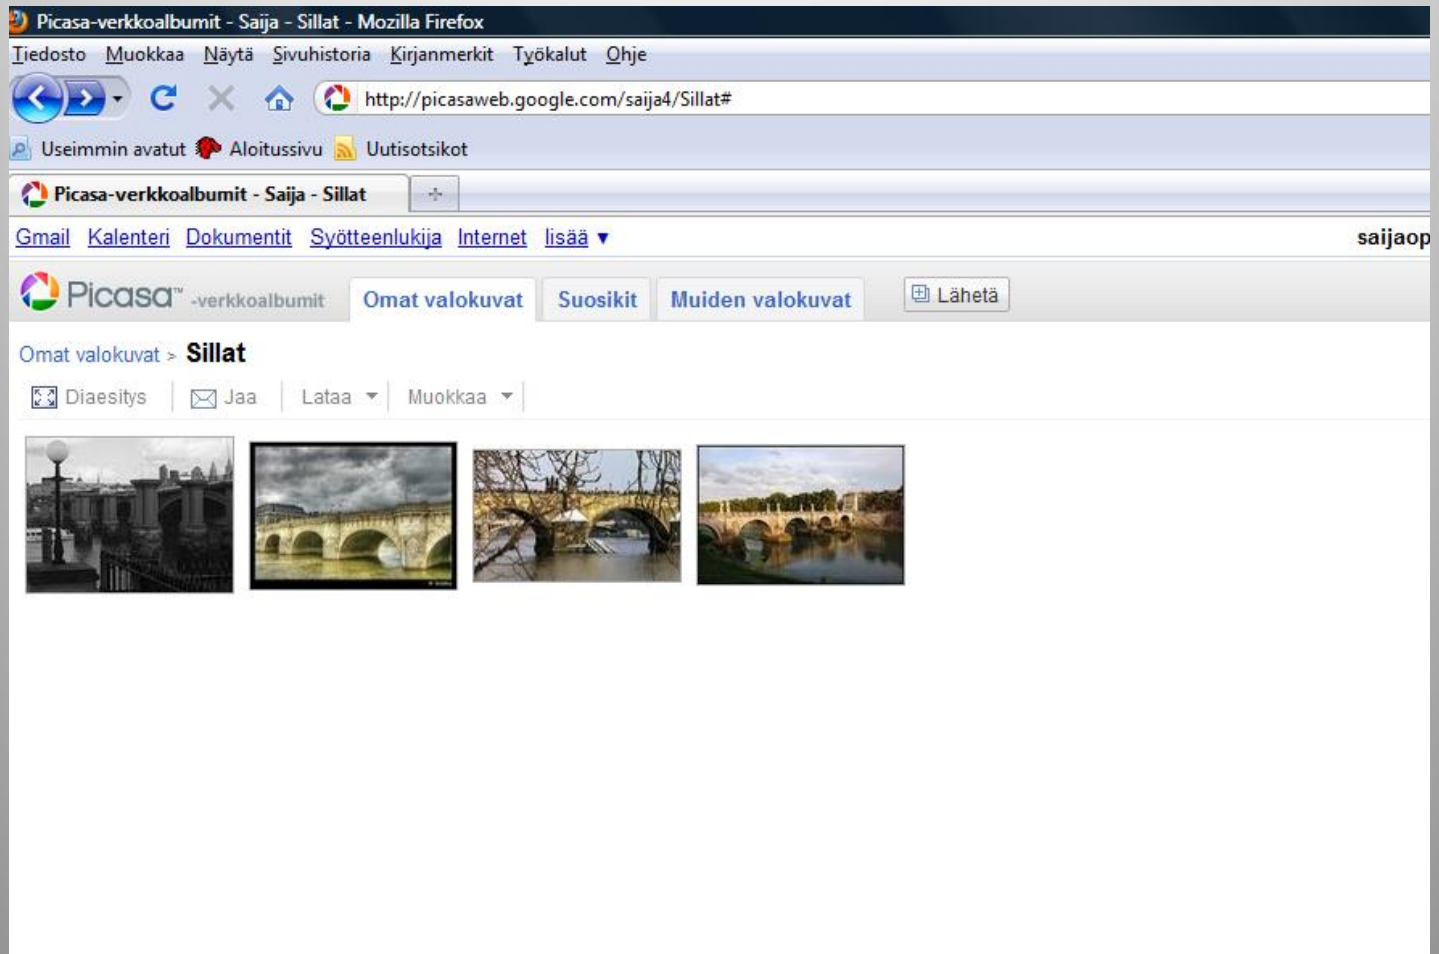 Picasa-verkkoalbumit - Saija - Sillat - Mozilla Firefox
Tiedosto Muokkaa Näytä Sivuhistoria Kirjanmerkit Työkalut Ohje
http://picasaweb.google.com/saija4/Sillat#
Useimmin avatut Aloitussivu Uutisotsikot
Picasa-verkkoalbumit - Saija - Sillat
Gmail Kalenteri Dokumentit Syötteenlukija Internet lisää ▼ saijaop
Picasa™ -verkkoalbumit Omat valokuvat Suosikit Muiden valokuvat Lähetä
Omat valokuvat > Sillat
Diaesitys Jaa Lataa Muokkaa